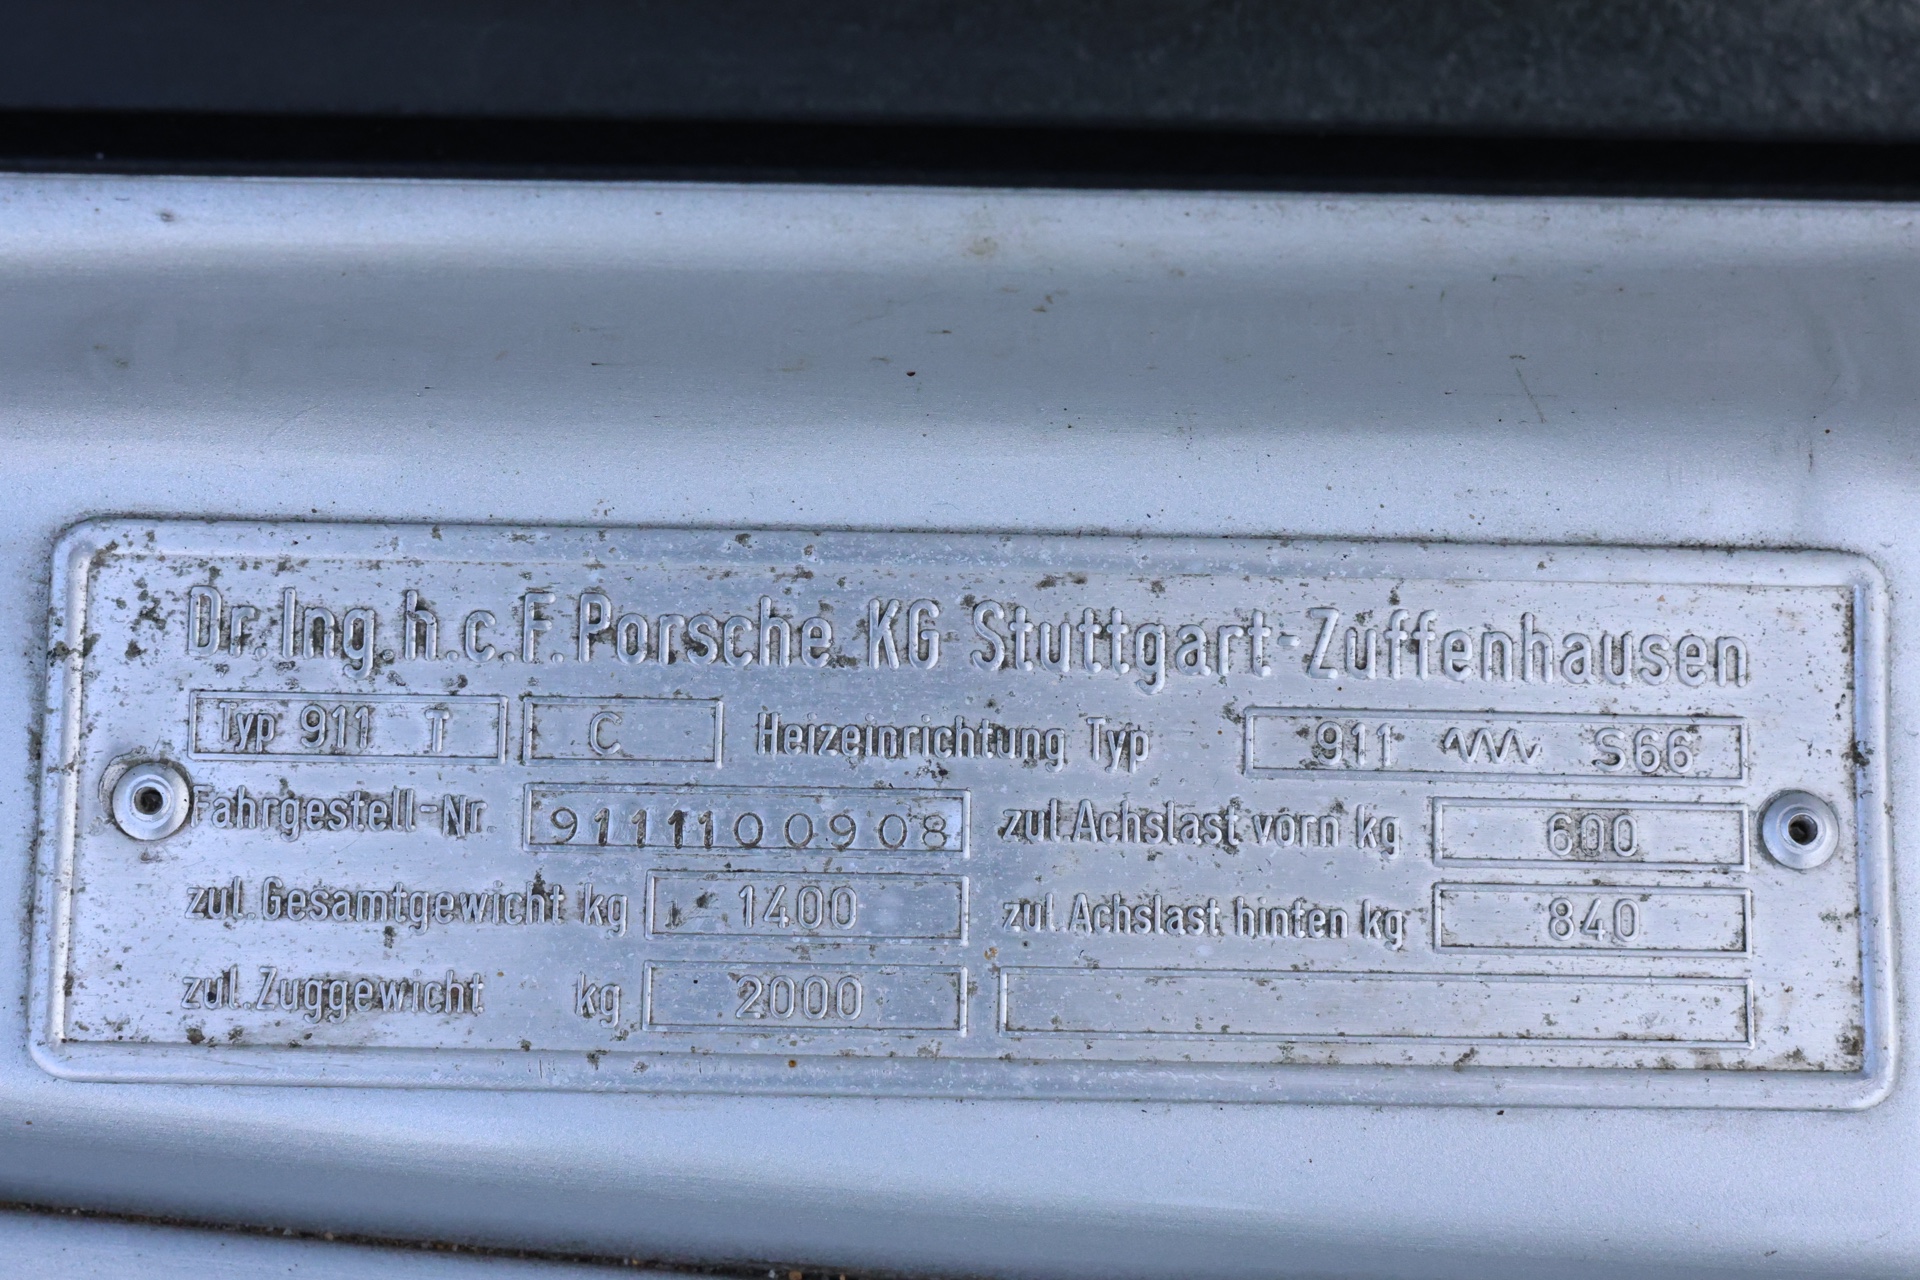 Dr.Ing.h.c.F.Porsche KG Stuttgart-Zuffenhausen
Typ 911 T C Heizeinrichtung Typ 911 S66
Fahrgestell-Nr 9111100908 zul.Achslast vorn kg 600
zul.Gesamtgewicht kg 1400 zul.Achslast hinten kg 840
zul.Zuggewicht kg 2000